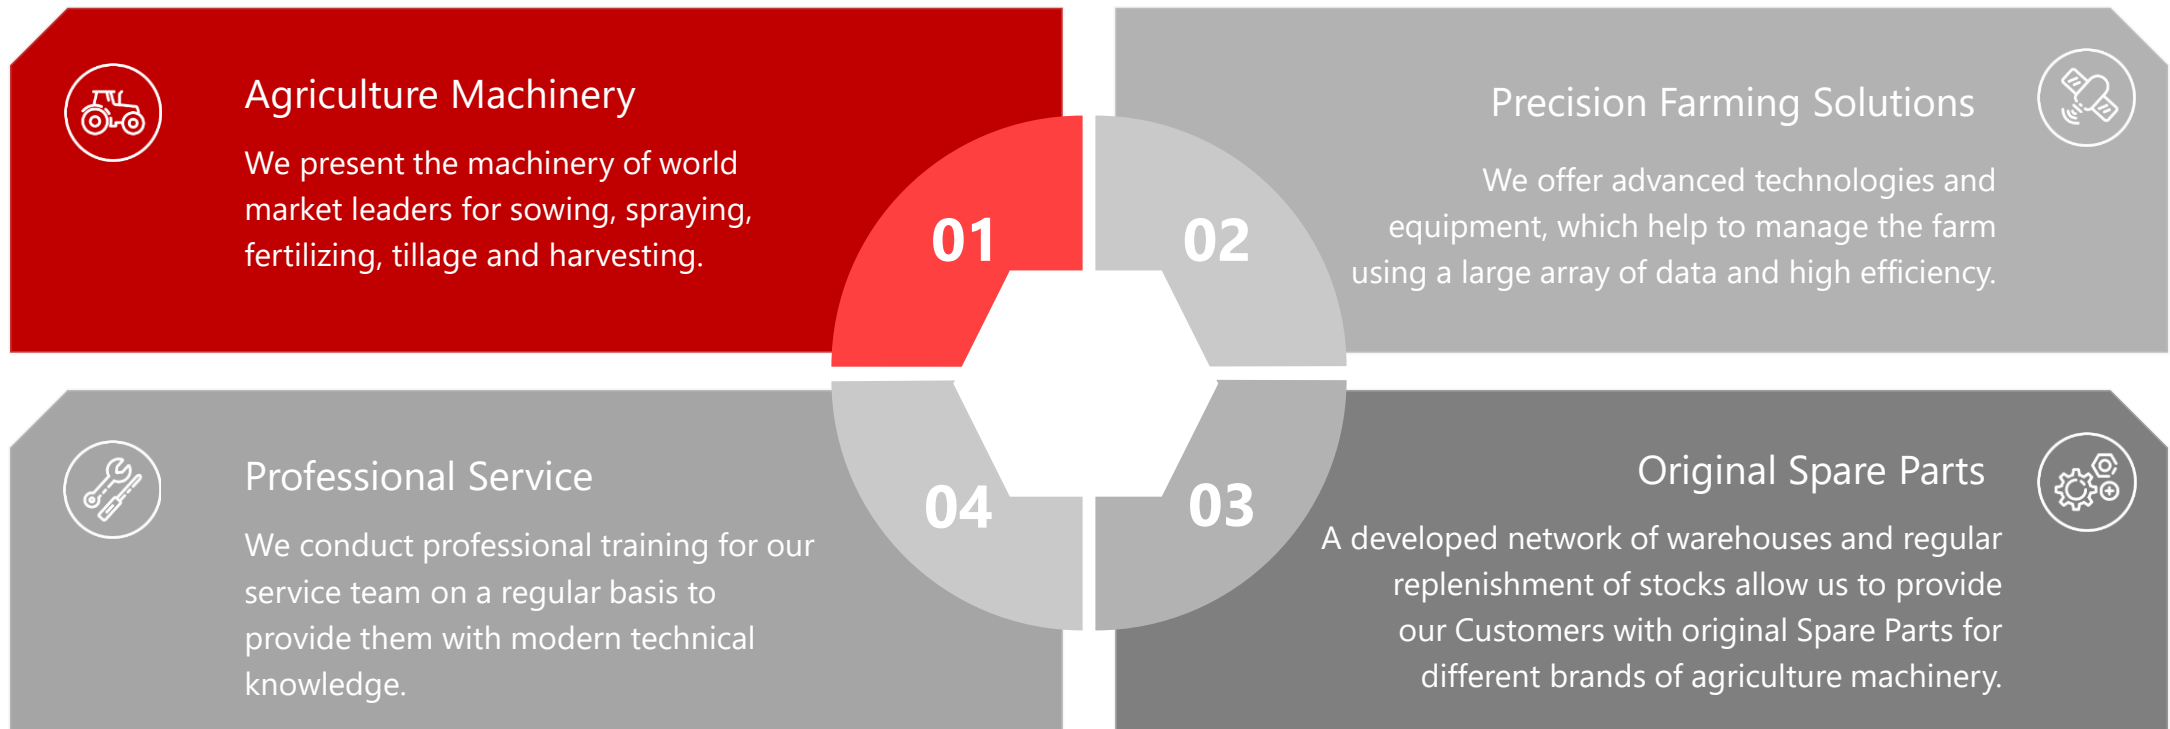 Agriculture Machinery
We present the machinery of world
market leaders for sowing, spraying,
fertilizing, tillage and harvesting.
01
Precision Farming Solutions
We offer advanced technologies and
equipment, which help to manage the farm
using a large array of data and high efficiency.
02
Original Spare Parts
A developed network of warehouses and regular
replenishment of stocks allow us to provide
our Customers with original Spare Parts for
different brands of agriculture machinery.
03
Professional Service
We conduct professional training for our
service team on a regular basis to
provide them with modern technical
knowledge.
04